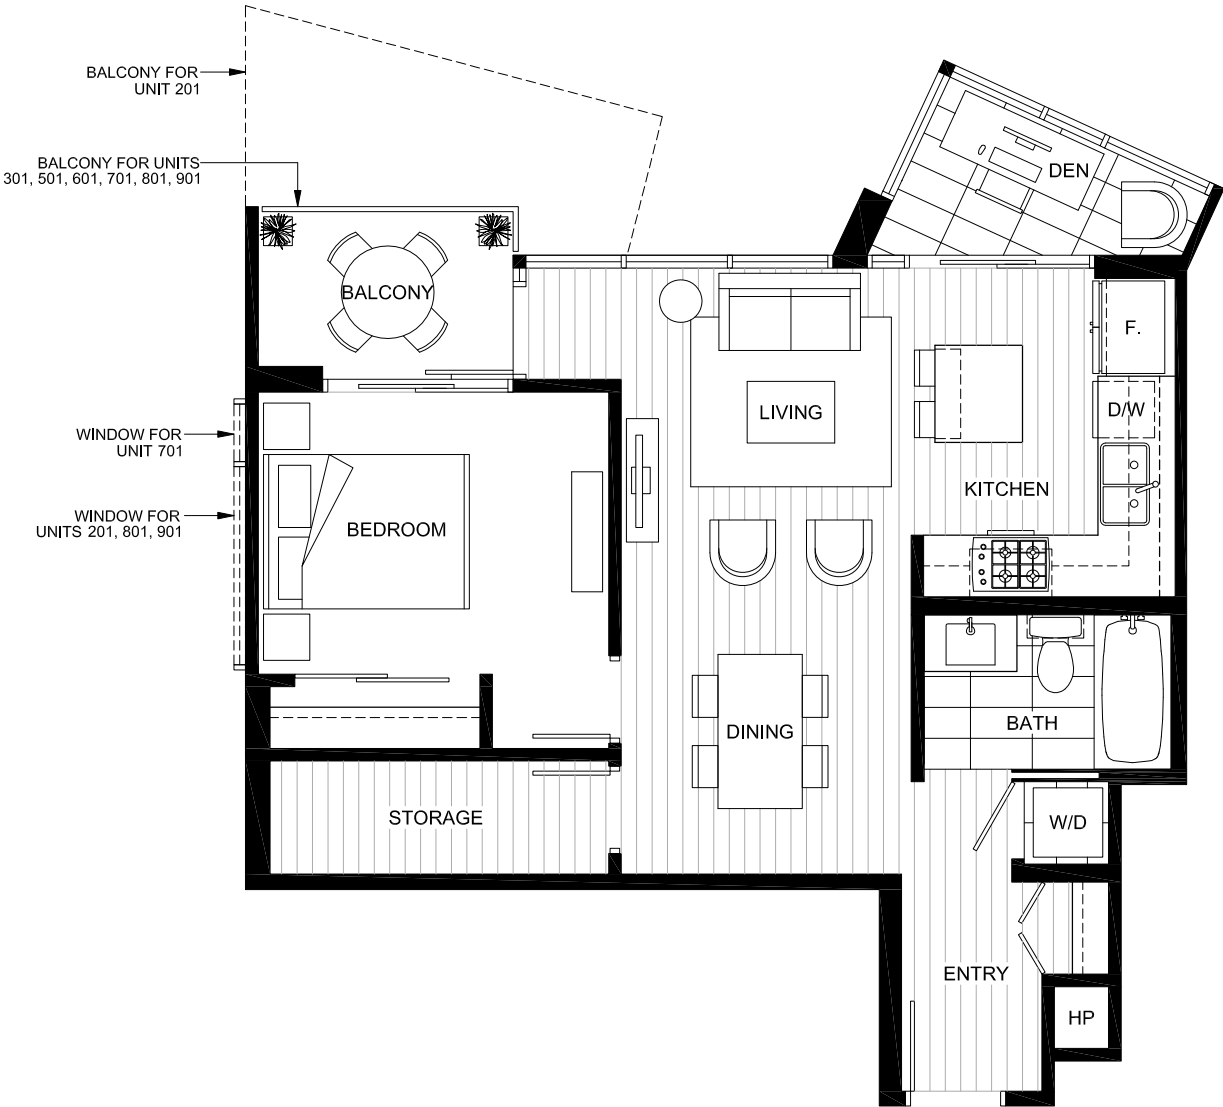 BALCONY FOR
UNIT 201
BALCONY FOR UNITS
301, 501, 601, 701, 801, 901
DEN
BALCONY
F.
LIVING
D/W
WINDOW FOR
UNIT 701
KITCHEN
WINDOW FOR
UNITS 201, 801, 901
BEDROOM
BATH
DINING
STORAGE
W/D
ENTRY
HP